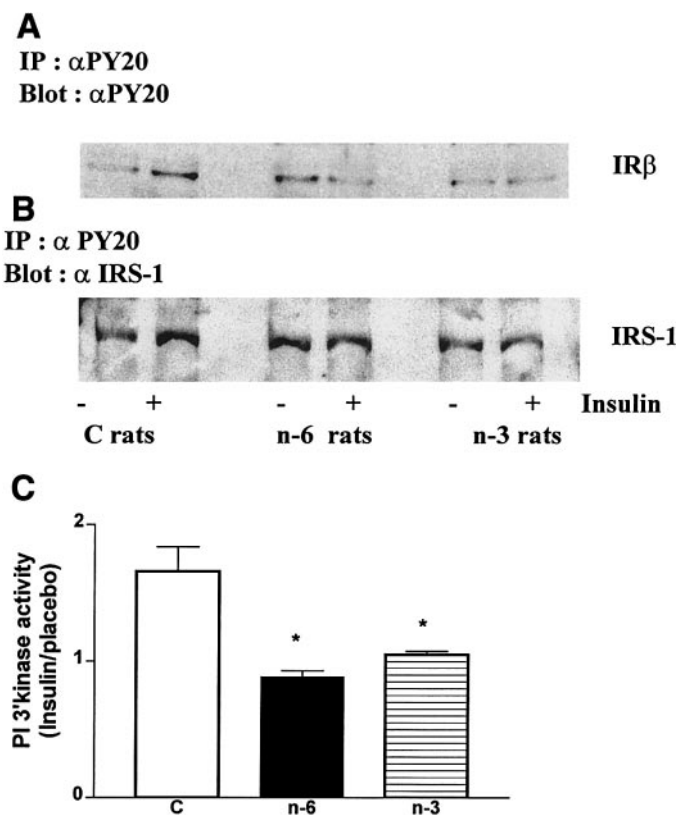 A
IP : αPY20
Blot : αPY20
IRβ
B
IP : α PY20
Blot : α IRS-1
IRS-1
- + - + - + Insulin
C rats n-6 rats n-3 rats
C
PI 3'kinase activity
(Insulin/placebo)
2
*
*
1
0
C n-6 n-3